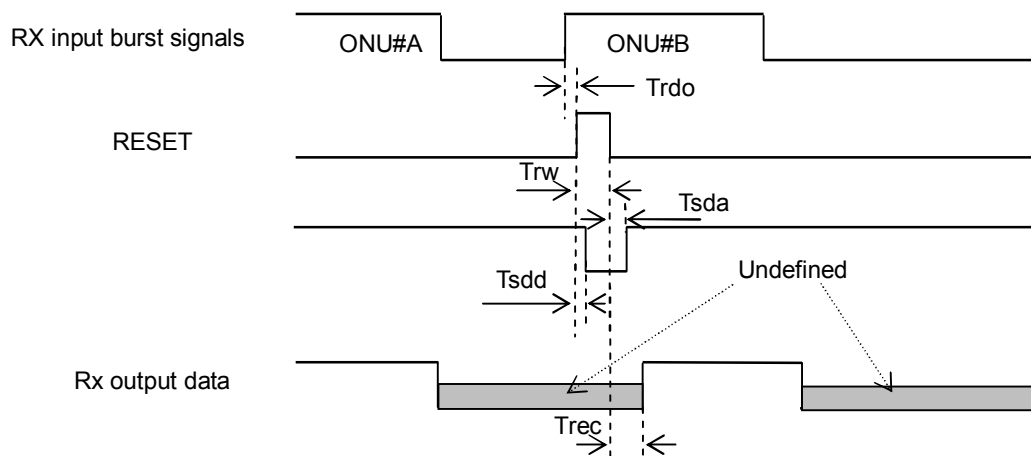 RX input burst signals
ONU#A
ONU#B
Trdo
RESET
Trw
Tsda
Tsdd
Undefined
Rx output data
Trec